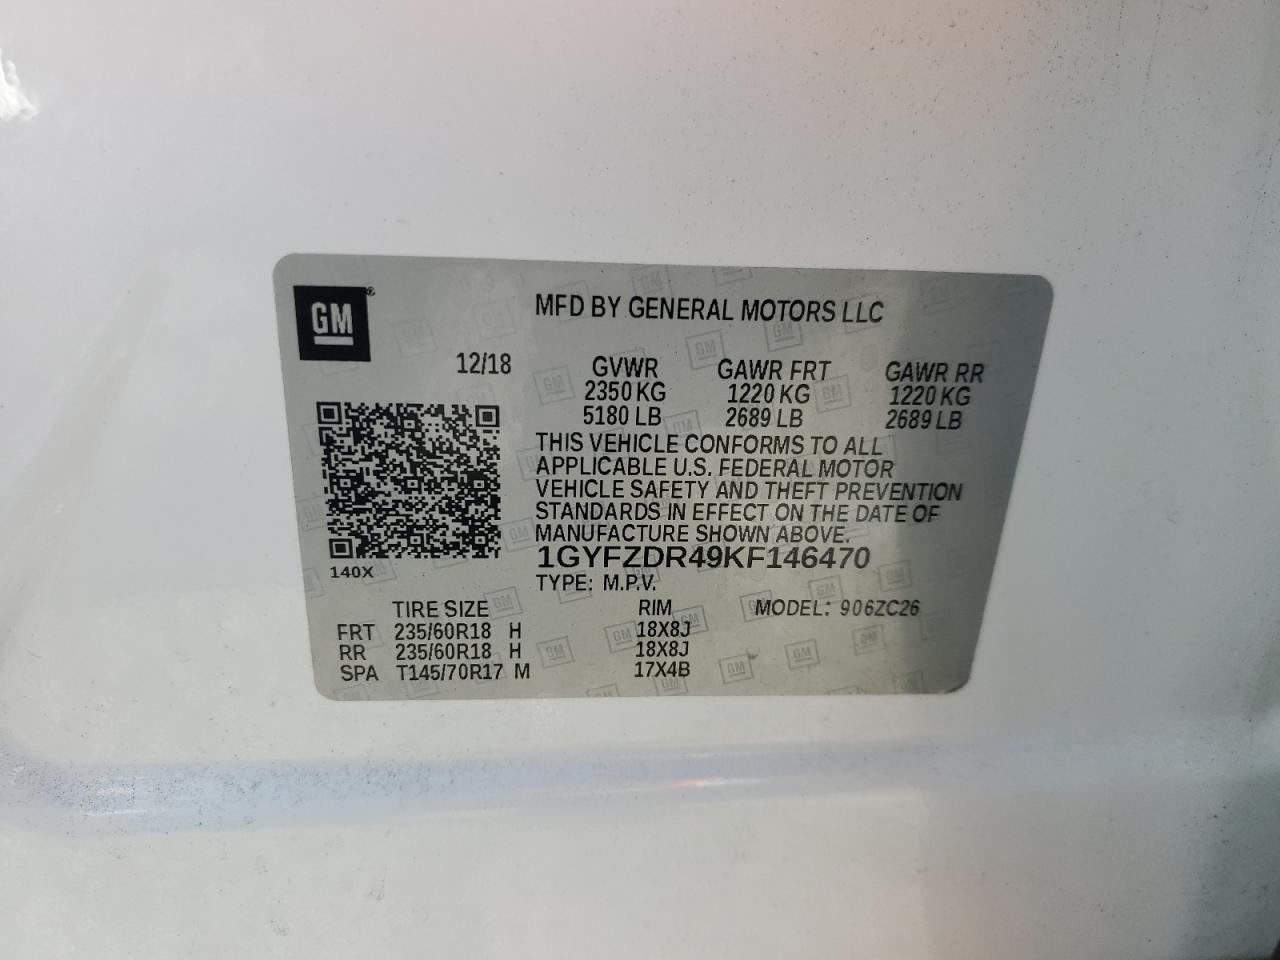 GM®
MFD BY GENERAL MOTORS LLC
12/18 GVWR GAWR FRT GAWR RR
2350 KG 1220 KG 1220 KG
5180 LB 2689 LB 2689 LB
THIS VEHICLE CONFORMS TO ALL
APPLICABLE U.S. FEDERAL MOTOR
VEHICLE SAFETY AND THEFT PREVENTION
STANDARDS IN EFFECT ON THE DATE OF
MANUFACTURE SHOWN ABOVE.
1GYFZDR49KF146470
140X
TYPE: M.P.V.
TIRE SIZE RIM MODEL: 906ZC26
FRT 235/60R18 H 18X8J
RR 235/60R18 H 18X8J
SPA T145/70R17 M 17X4B